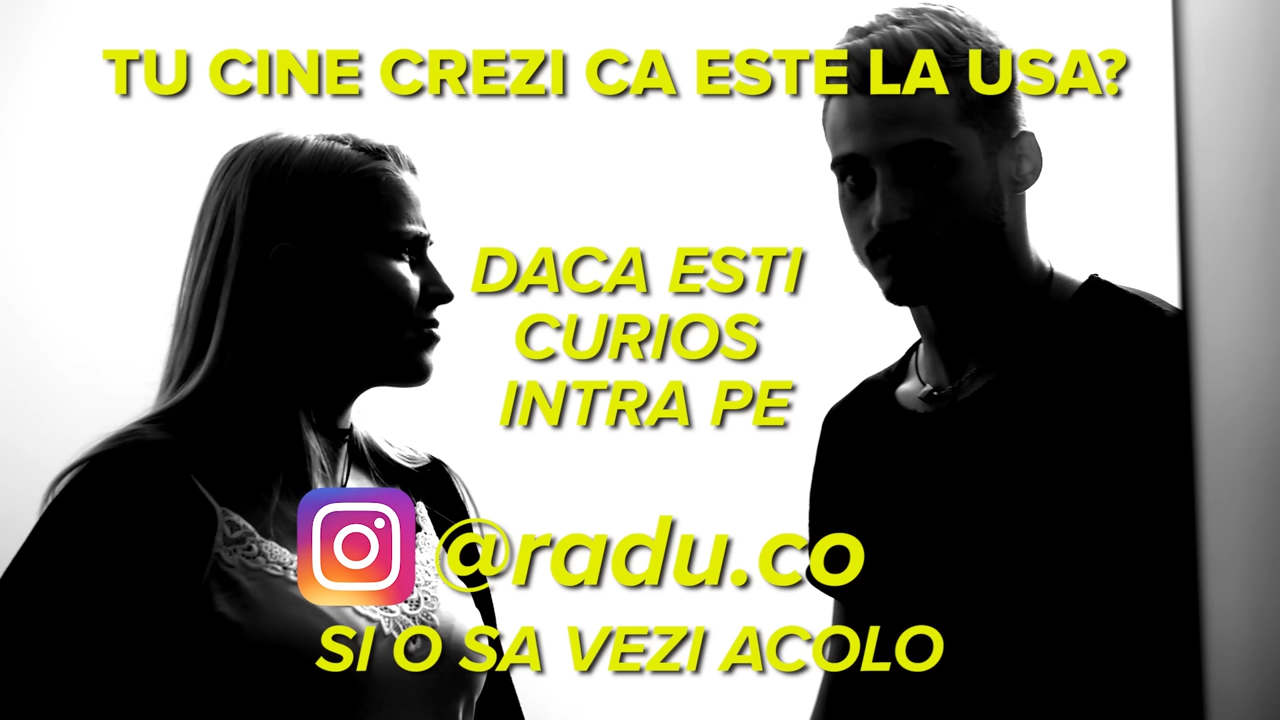 TU CINE CREZI CA ESTE LA USA?
DACA ESTI
CURIOS
INTRA PE
@radu.co
SI O SA VEZI ACOLO